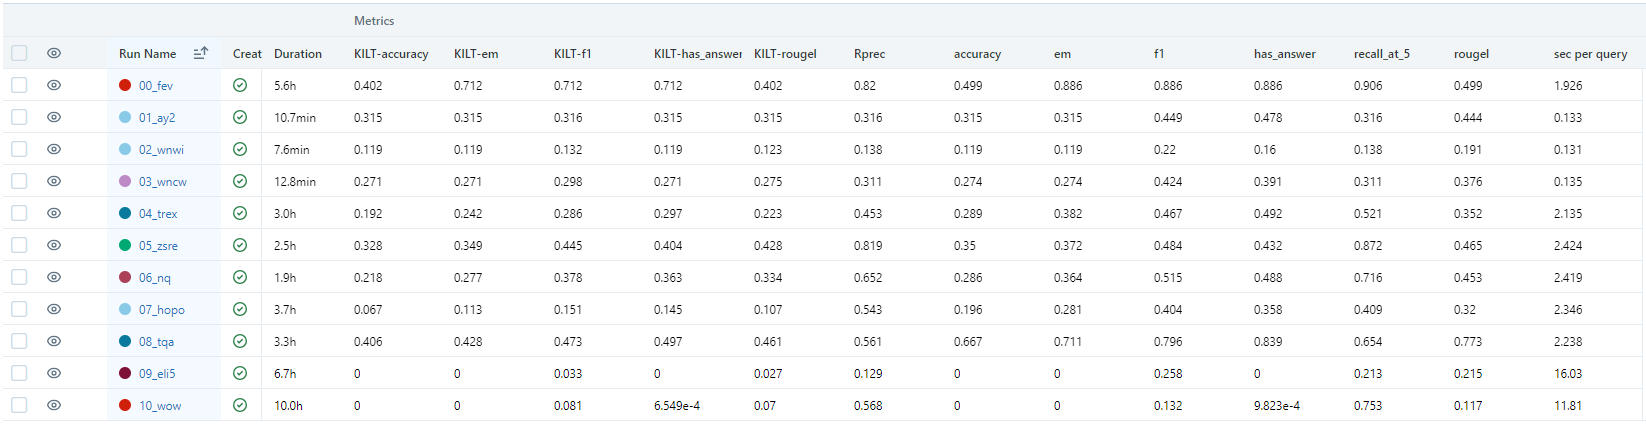 Metrics
Run Name Creat Duration KILT-accuracy KILT-em KILT-f1 KILT-has_answer KILT-rougel Rprec accuracy em f1 has_answer recall_at_5 rougel sec per query
00_fev 5.6h 0.402 0.712 0.712 0.712 0.402 0.82 0.499 0.886 0.886 0.886 0.906 0.499 1.926
01_ay2 10.7min 0.315 0.315 0.316 0.315 0.315 0.316 0.315 0.315 0.449 0.478 0.316 0.444 0.133
02_wnwi 7.6min 0.119 0.119 0.132 0.119 0.123 0.138 0.119 0.119 0.22 0.16 0.138 0.191 0.131
03_wncw 12.8min 0.271 0.271 0.298 0.271 0.275 0.311 0.274 0.274 0.424 0.391 0.311 0.376 0.135
04_trex 3.0h 0.192 0.242 0.286 0.297 0.223 0.453 0.289 0.382 0.467 0.492 0.521 0.352 2.135
05_zsre 2.5h 0.328 0.349 0.445 0.404 0.428 0.819 0.35 0.372 0.484 0.432 0.872 0.465 2.424
06_nq 1.9h 0.218 0.277 0.378 0.363 0.334 0.652 0.286 0.364 0.515 0.488 0.716 0.453 2.419
07_hopo 3.7h 0.067 0.113 0.151 0.145 0.107 0.543 0.196 0.281 0.404 0.358 0.409 0.32 2.346
08_tqa 3.3h 0.406 0.428 0.473 0.497 0.461 0.561 0.667 0.711 0.796 0.839 0.654 0.773 2.238
09_eli5 6.7h 0 0 0.033 0 0.027 0.129 0 0 0.258 0 0.213 0.215 16.03
10_wow 10.0h 0 0 0.081 6.549e-4 0.07 0.568 0 0 0.132 9.823e-4 0.753 0.117 11.81